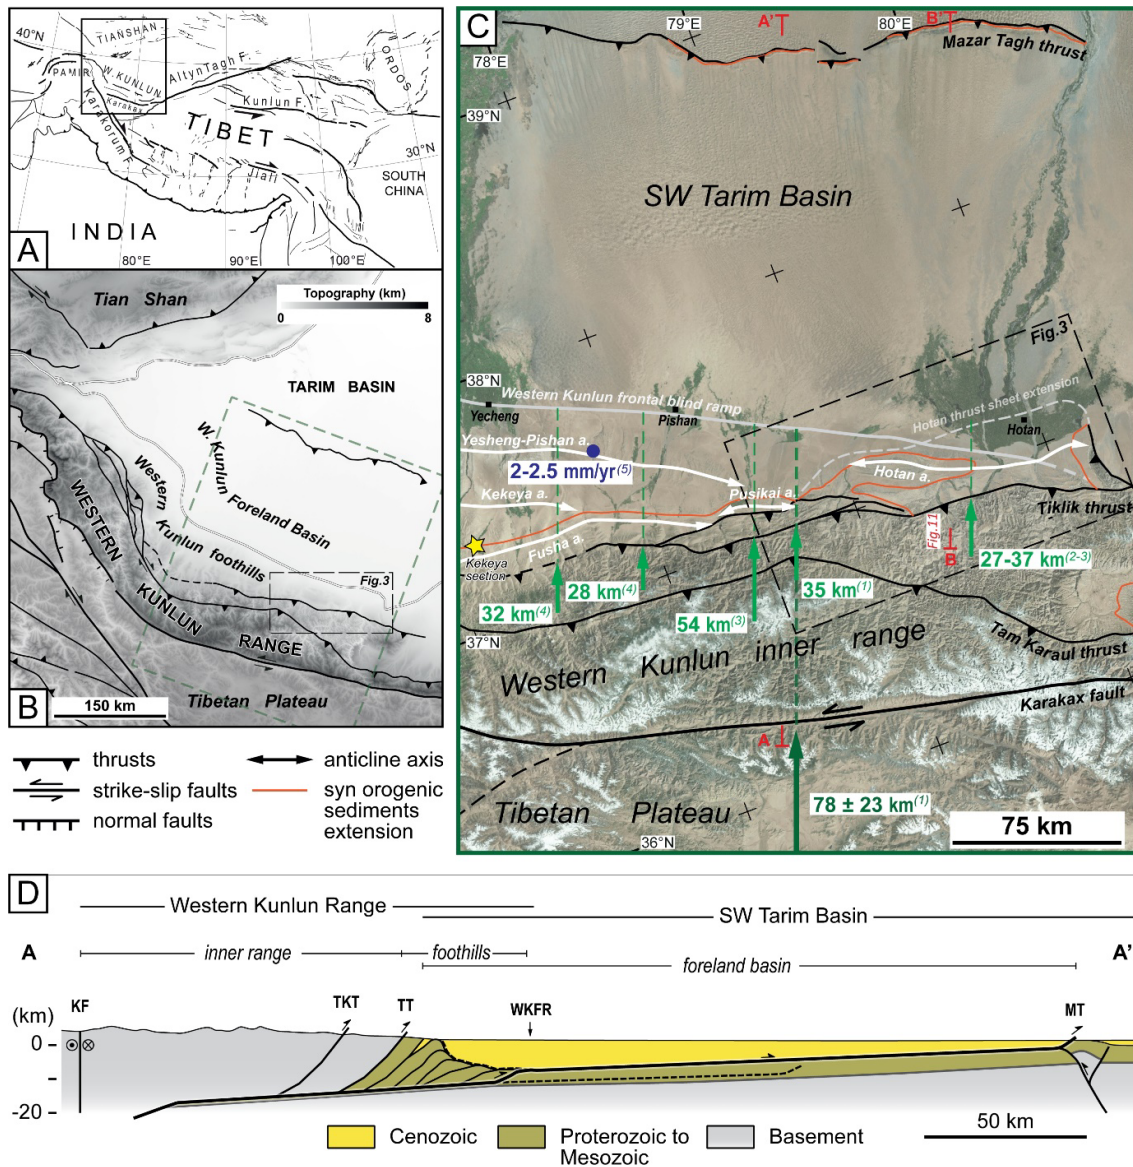 TIANSHAN
40°N
PAMIR
W. KUNLUN
AltynTagh F.
ORDOS
Karakax
Kunlun F.
Karakorum F.
TIBET
30°N
Jiali
SOUTH
CHINA
INDIA
A
80°E
90°E
100°E
Tian Shan
Topography (km)
0
8
TARIM BASIN
W. Kunlun Foreland Basin
Western Kunlun foothills
Fig.3
WESTERN KUNLUN RANGE
B
150 km
Tibetan Plateau
thrusts
strike-slip faults
normal faults
anticline axis
syn orogenic
sediments
extension
C
79°E
A'
80°E
B'
Mazar Tagh thrust
78°E
39°N
SW Tarim Basin
Fig.3
38°N
Western Kunlun frontal blind ramp
Hotan thrust sheet extension
Yecheng
Pishan
Hotan
Yesheng-Pishan a.
2-2.5 mm/yr(5)
Hotan a.
Kekeya a.
Pusikai a.
Tiklik thrust
Fusha a.
Fig.11
B
Kekeya
section
27-37 km(2-3)
28 km(4)
35 km(1)
32 km(4)
54 km(3)
37°N
Western Kunlun inner range
Tam Karaul thrust
Karakax fault
A
Tibetan Plateau
78 ± 23 km(1)
75 km
36°N
D
Western Kunlun Range
SW Tarim Basin
A
inner range
foothills
foreland basin
A'
KF
TKT
TT
WKFR
MT
(km)
0
-20
50 km
Cenozoic
Proterozoic to
Mesozoic
Basement